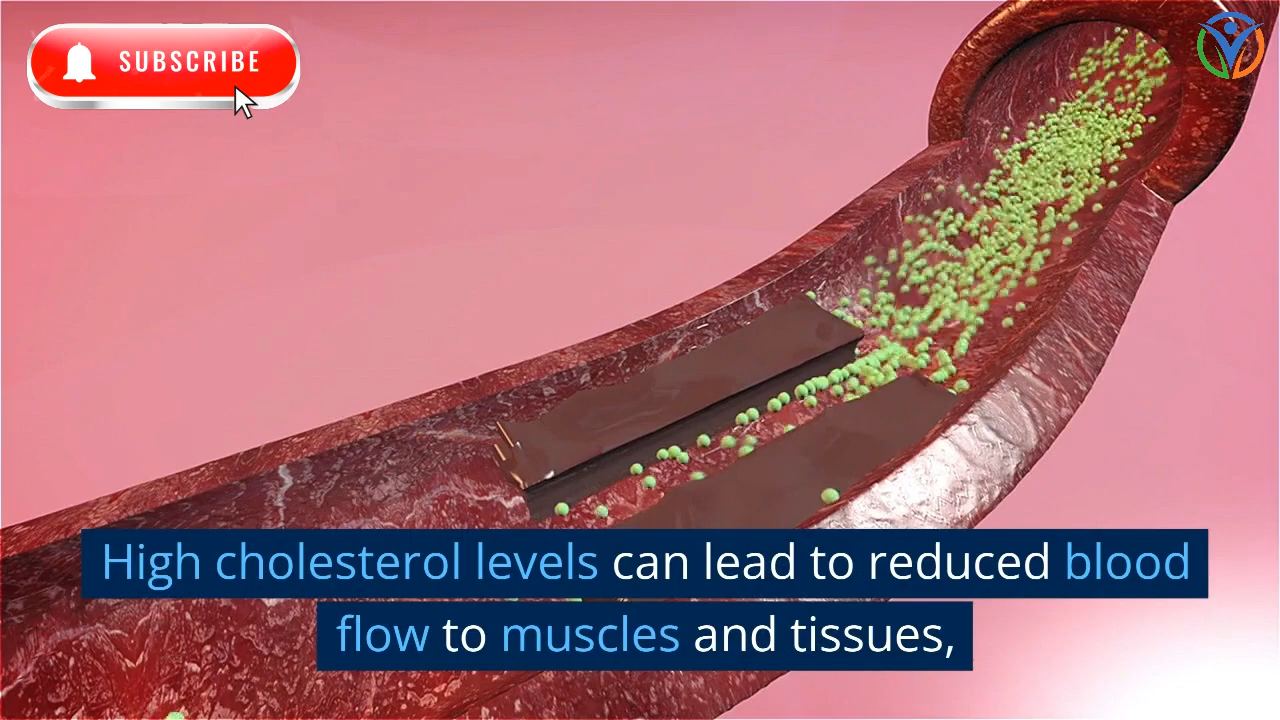 SUBSCRIBE
High cholesterol levels can lead to reduced blood
flow to muscles and tissues,